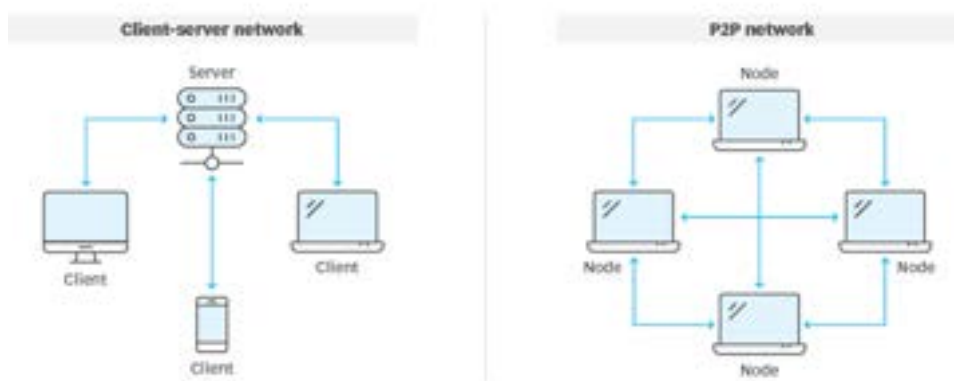 Client-server network
Server
Client
Client
Client
P2P network
Node
Node
Node
Node